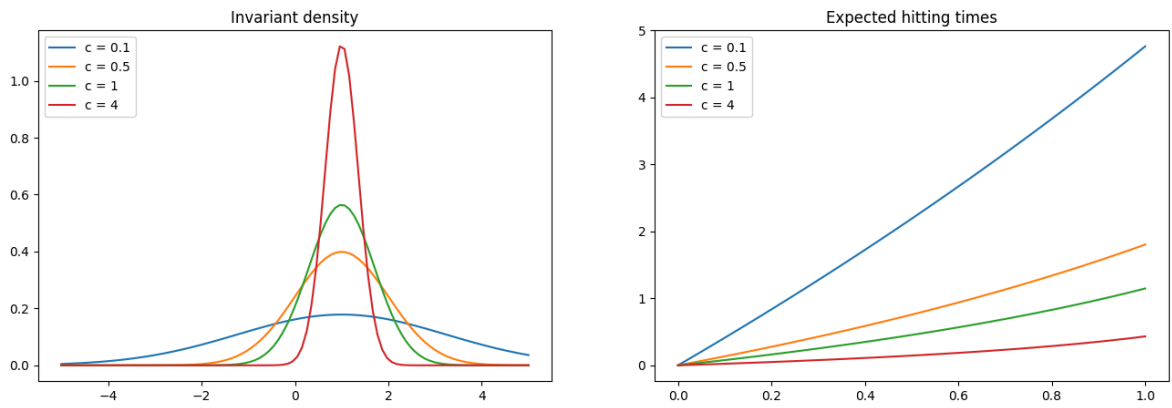 Invariant density
c = 0.1
c = 0.5
c = 1
c = 4
1.0
0.8
0.6
0.4
0.2
0.0
−4
−2
0
2
4
Expected hitting times
c = 0.1
c = 0.5
c = 1
c = 4
5
4
3
2
1
0
0.0
0.2
0.4
0.6
0.8
1.0